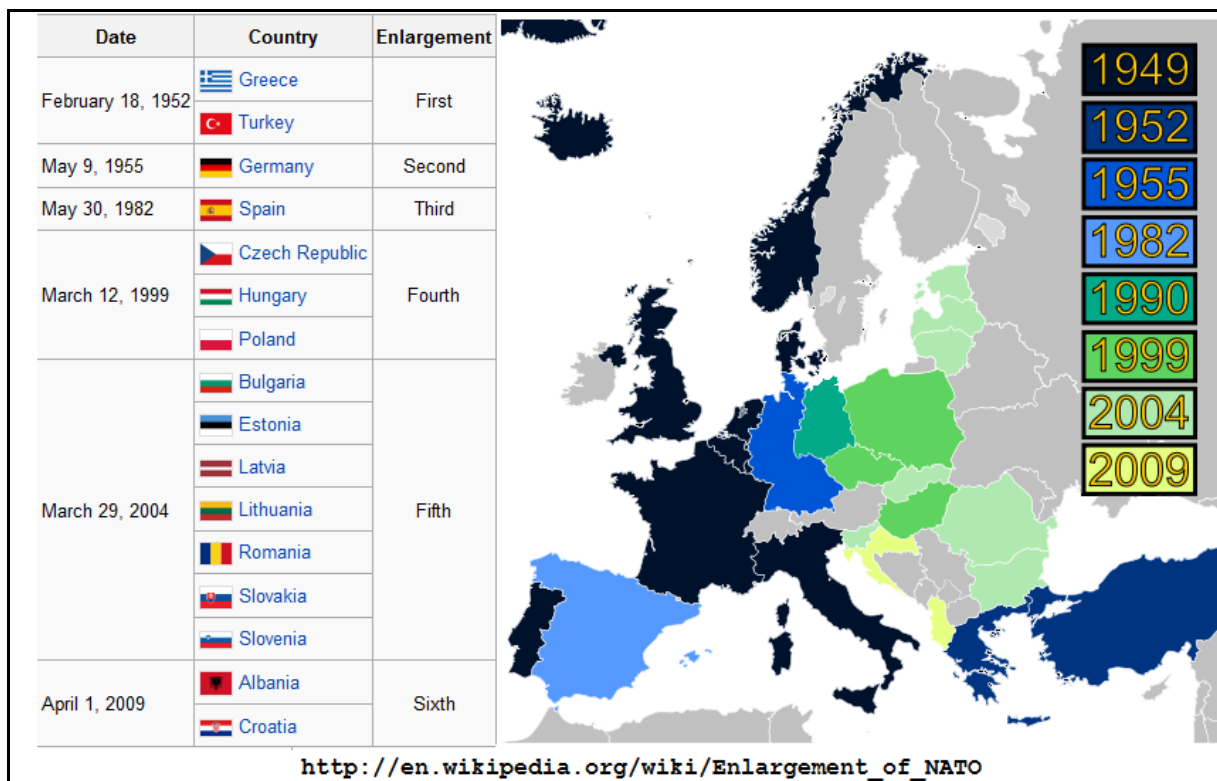 Date Country Enlargement
February 18, 1952 Greece First
Turkey
May 9, 1955 Germany Second
May 30, 1982 Spain Third
March 12, 1999 Czech Republic Fourth
Hungary
Poland
March 29, 2004 Bulgaria Fifth
Estonia
Latvia
Lithuania
Romania
Slovakia
Slovenia
April 1, 2009 Albania Sixth
Croatia
1949
1952
1955
1982
1990
1999
2004
2009
http://en.wikipedia.org/wiki/Enlargement_of_NATO